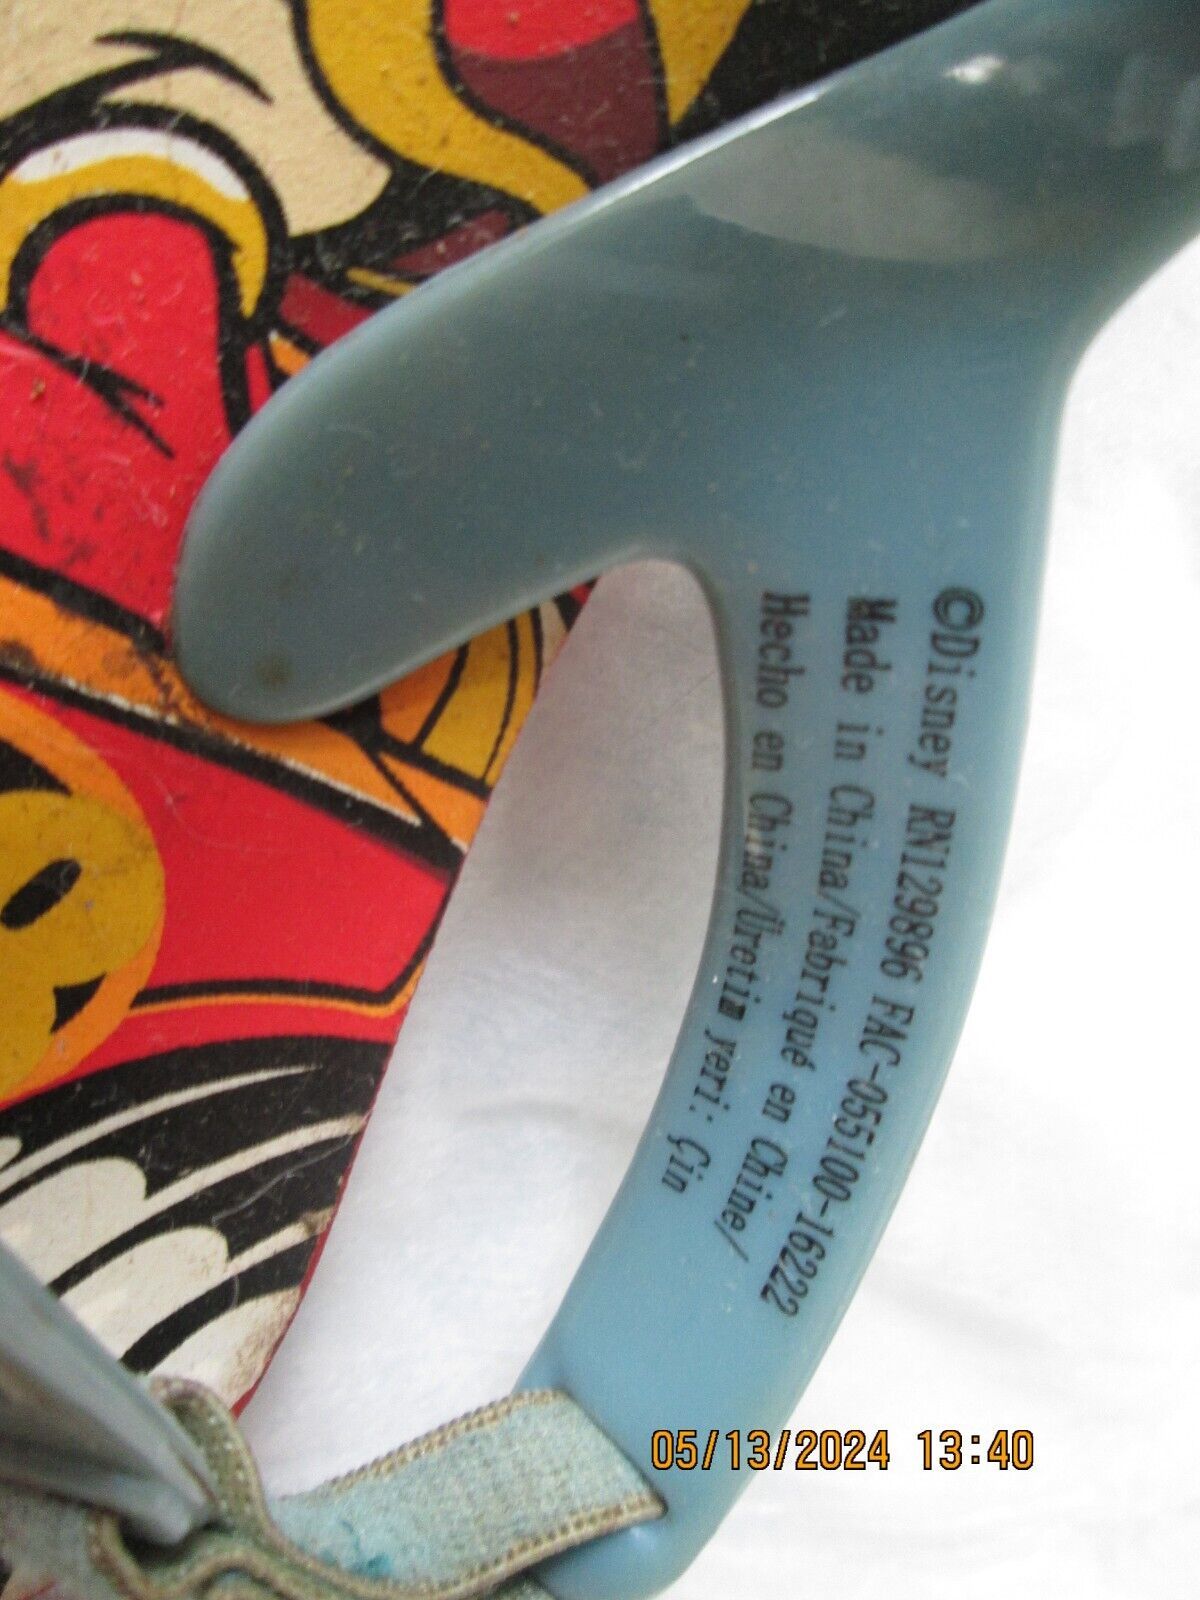 ©Disney RN129896 FAC-055100-16222
Made in China/Fabriqué en Chine/
Hecho en China/Üretim yeri: Çin
05/13/2024 13:40